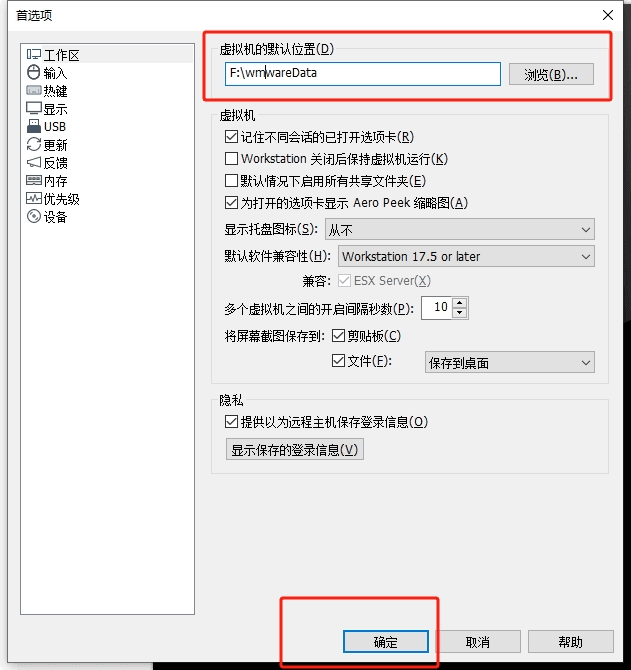 首选项
工作区
输入
热键
显示
USB
更新
反馈
内存
优先级
设备
虚拟机的默认位置(D)
F:\wmwareData
浏览(B)...
虚拟机
记住不同会话的已打开选项卡(R)
Workstation 关闭后保持虚拟机运行(K)
默认情况下启用所有共享文件夹(E)
为打开的选项卡显示 Aero Peek 缩略图(A)
显示托盘图标(S): 从不
默认软件兼容性(H): Workstation 17.5 or later
兼容: ESX Server(X)
多个虚拟机之间的开启间隔秒数(P): 10
将屏幕截图保存到: 剪贴板(C)
文件(F): 保存到桌面
隐私
提供以为远程主机保存登录信息(O)
显示保存的登录信息(V)
确定 取消 帮助